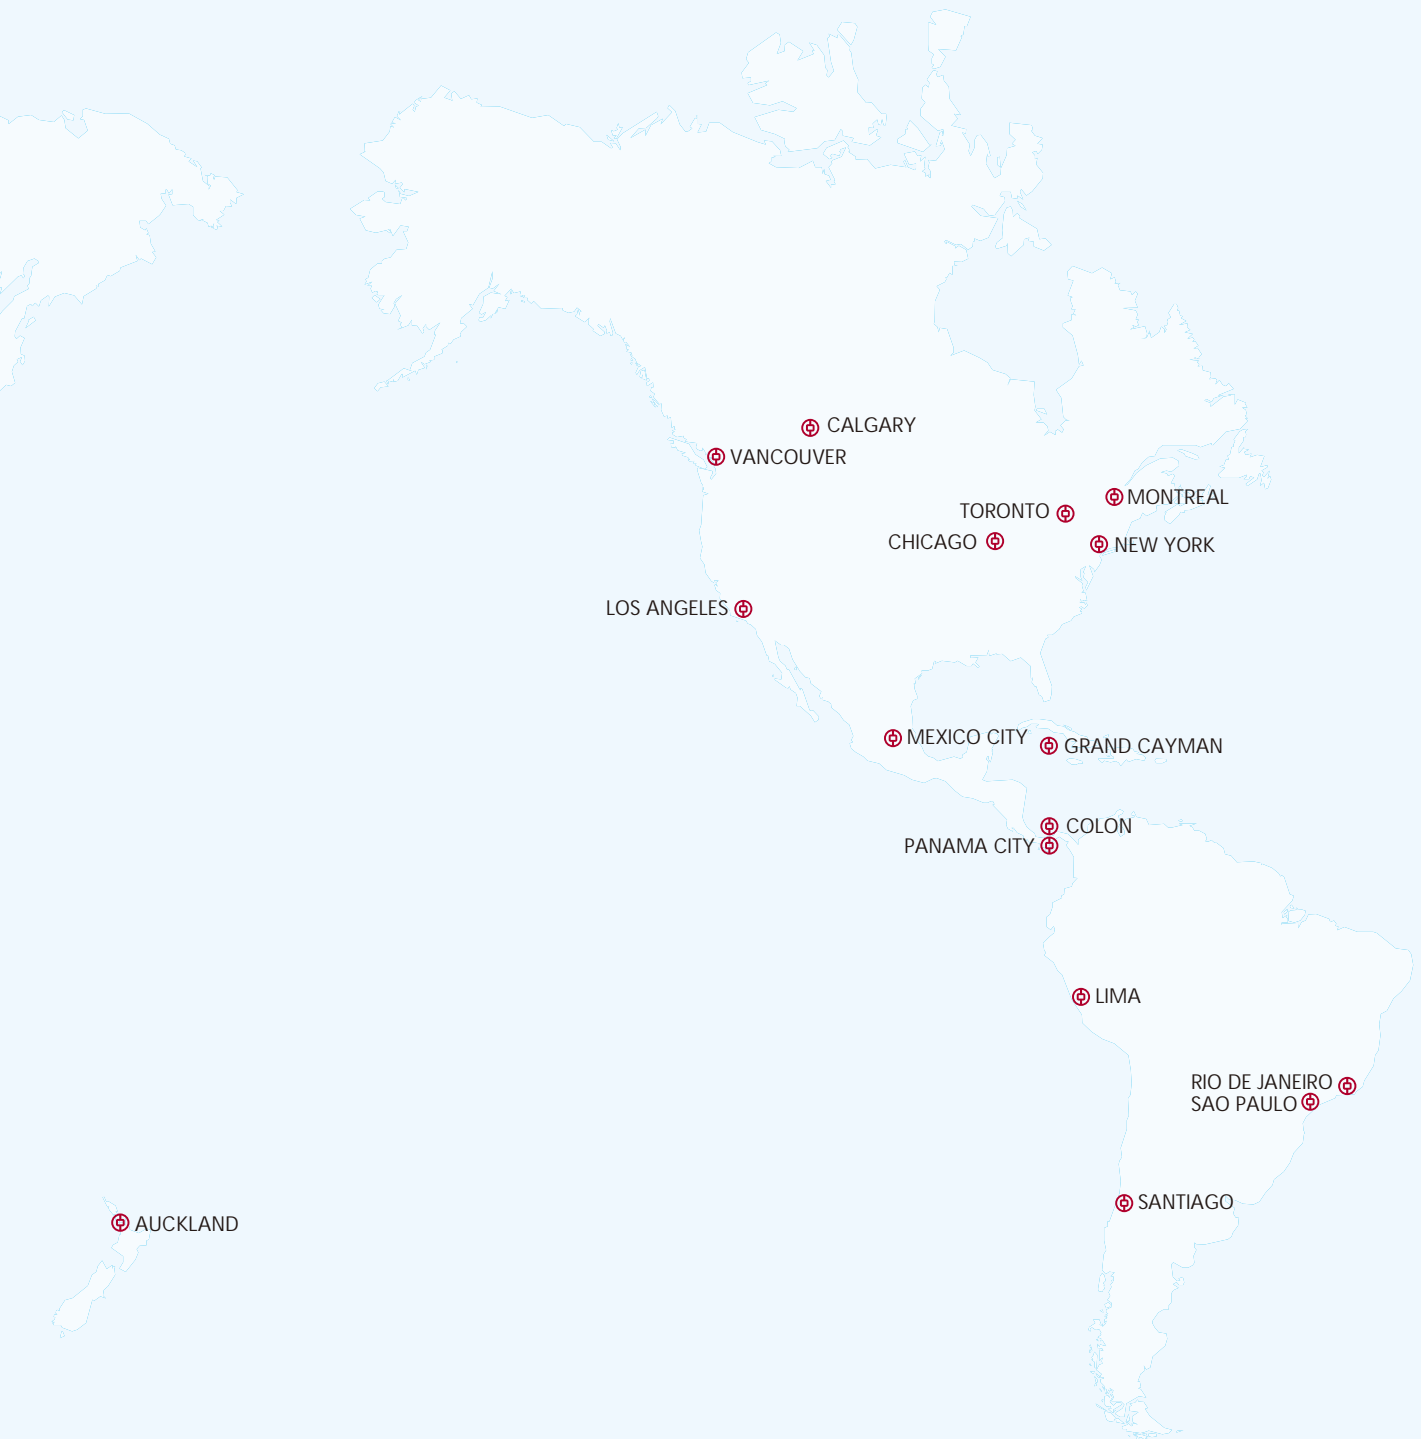 CALGARY
VANCOUVER
MONTREAL
TORONTO
CHICAGO
NEW YORK
LOS ANGELES
MEXICO CITY
GRAND CAYMAN
COLON
PANAMA CITY
LIMA
RIO DE JANEIRO
SAO PAULO
SANTIAGO
AUCKLAND